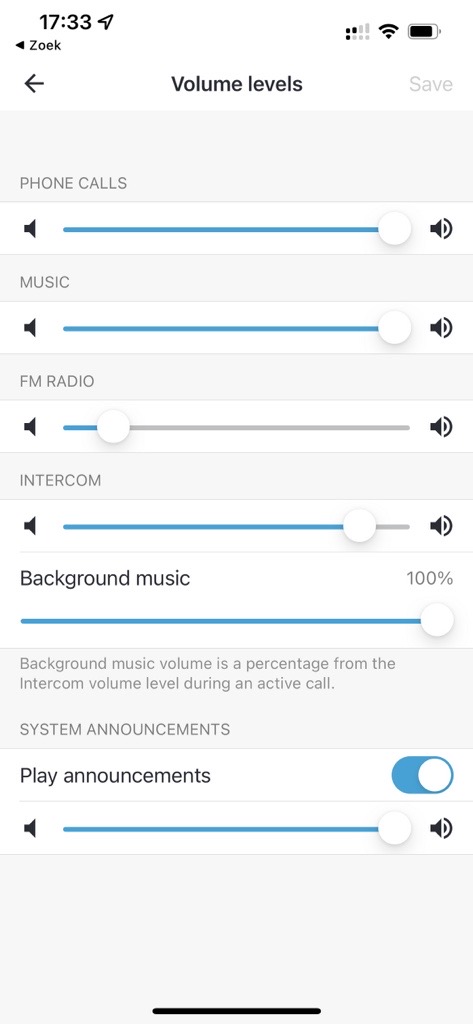 17:33
Zoek
Volume levels
Save
PHONE CALLS
MUSIC
FM RADIO
INTERCOM
Background music
100%
Background music volume is a percentage from the
Intercom volume level during an active call.
SYSTEM ANNOUNCEMENTS
Play announcements